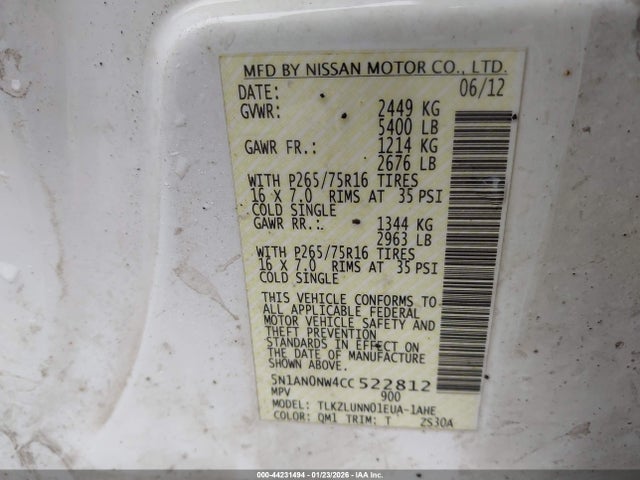 MFD BY NISSAN MOTOR CO., LTD.
DATE: 06/12
GVWR: 2449 KG
5400 LB
GAWR FR.: 1214 KG
2676 LB
WITH P265/75R16 TIRES
16 X 7.0 RIMS AT 35 PSI
COLD SINGLE
GAWR RR.: 1344 KG
2963 LB
WITH P265/75R16 TIRES
16 X 7.0 RIMS AT 35 PSI
COLD SINGLE
THIS VEHICLE CONFORMS TO
ALL APPLICABLE FEDERAL
MOTOR VEHICLE SAFETY AND
THEFT PREVENTION
STANDARDS IN EFFECT ON
THE DATE OF MANUFACTURE
SHOWN ABOVE.
5N1AN0NW4CC522812
MPV 900
MODEL: TLKZLUNN01EUA-1AHE
COLOR: QM1 TRIM: T ZS30A
000-44231494 | 01/23/2026 | IAAI.COM